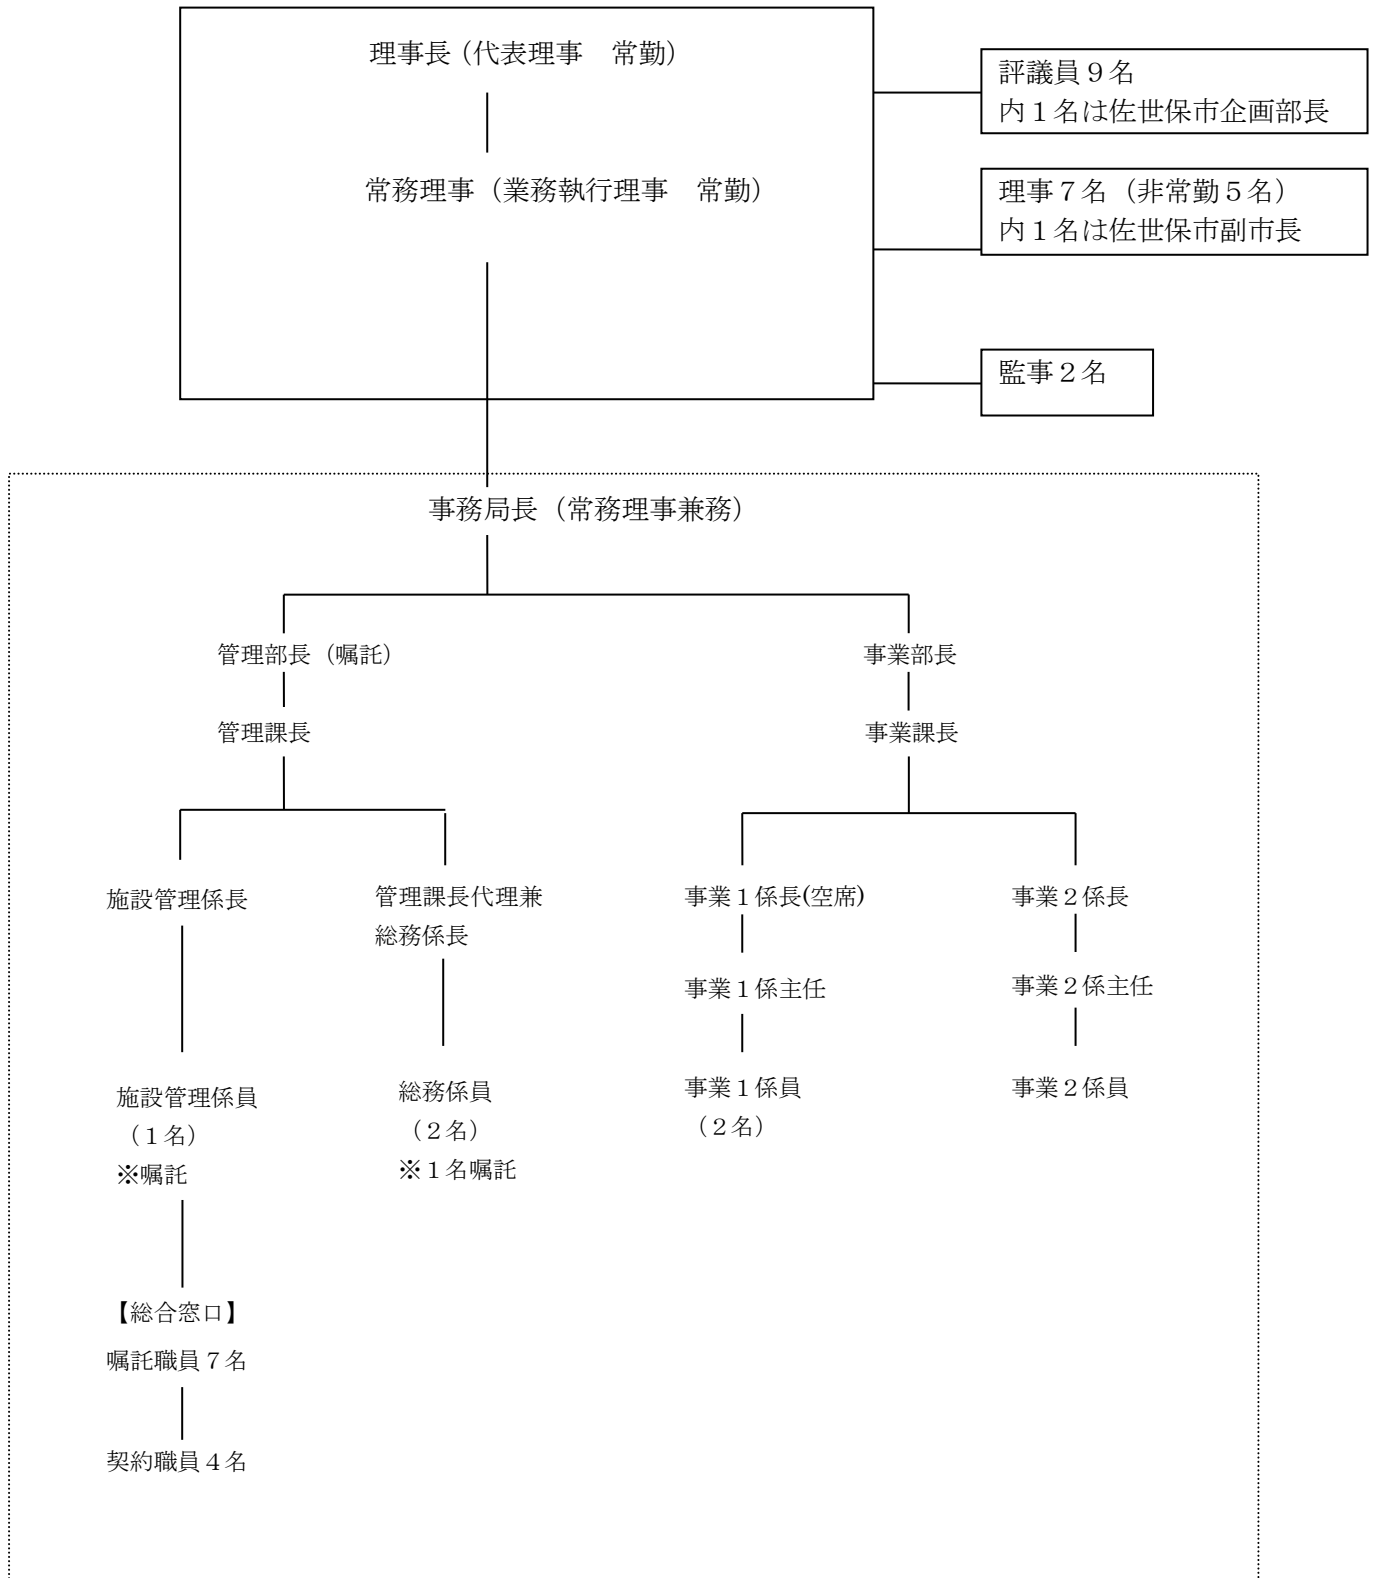 理事長（代表理事　常勤）
評議員９名
内１名は佐世保市企画部長
常務理事（業務執行理事　常勤）
理事７名（非常勤５名）
内１名は佐世保市副市長
監事２名
事務局長（常務理事兼務）
管理部長（嘱託）
事業部長
管理課長
事業課長
施設管理係長
管理課長代理兼
総務係長
事業１係長(空席)
事業２係長
事業１係主任
事業２係主任
施設管理係員
（１名）
※嘱託
総務係員
（２名）
※１名嘱託
事業１係員
（２名）
事業２係員
【総合窓口】
嘱託職員７名
契約職員４名